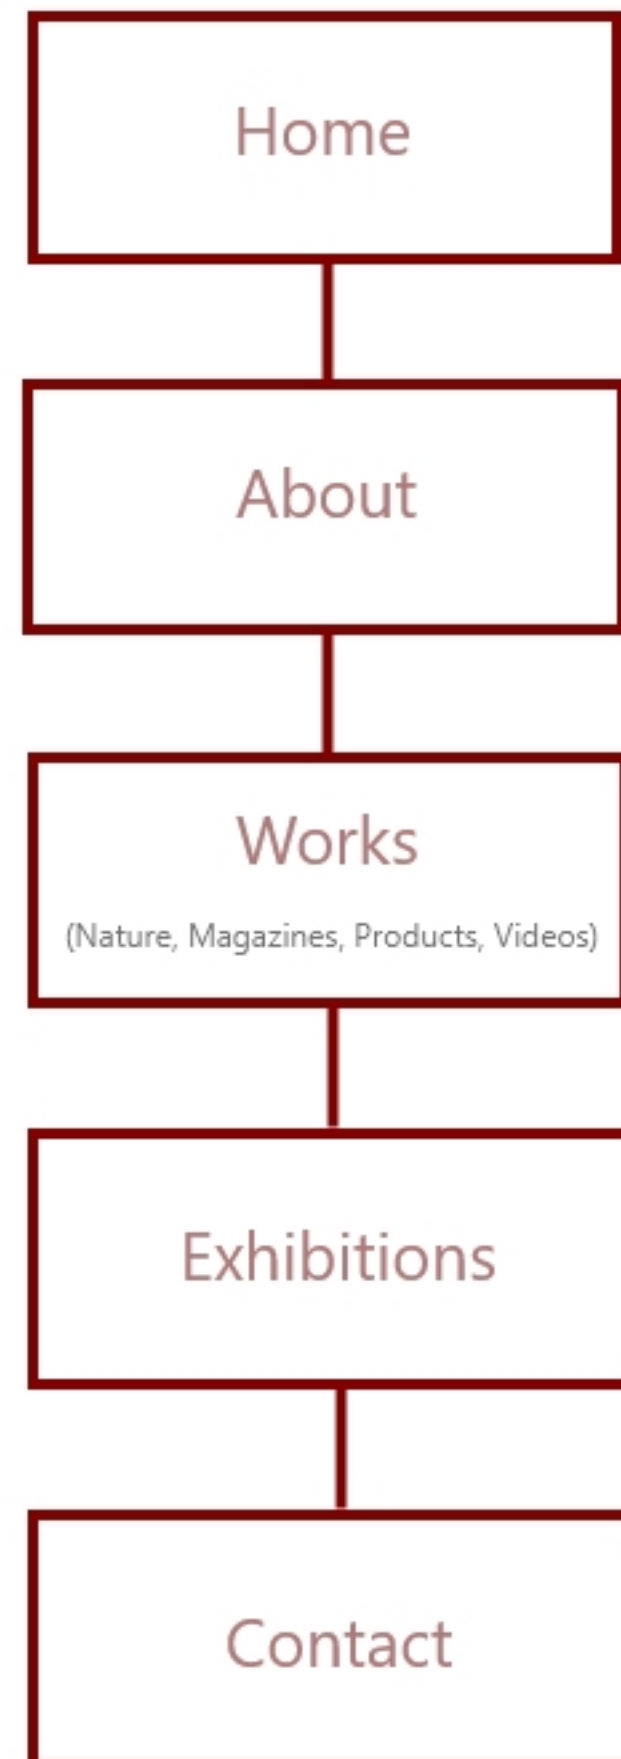 Home
About
Works
(Nature, Magazines, Products, Videos)
Exhibitions
Contact